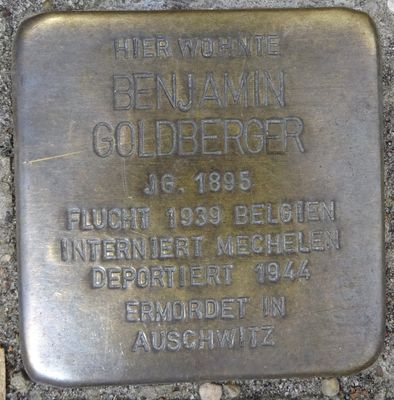 HIER WOHNTE
BENJAMIN
GOLDBERGER
JG. 1895
FLUCHT 1939 BELGIEN
INTERNIERT MECHELEN
DEPORTIERT 1944
ERMORDET IN
AUSCHWITZ